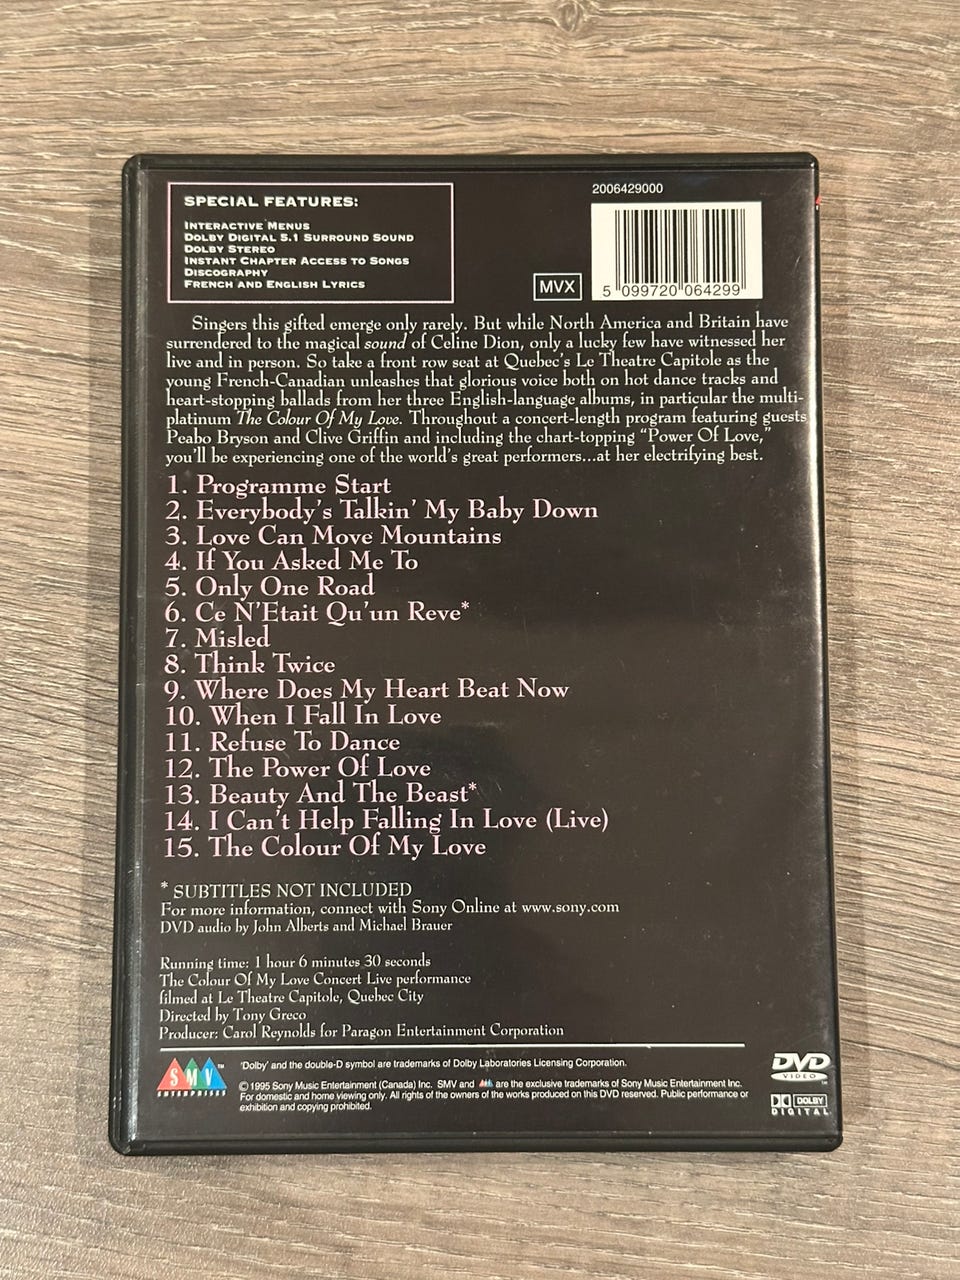 SPECIAL FEATURES:
INTERACTIVE MENUS
DOLBY DIGITAL 5.1 SURROUND SOUND
DOLBY STEREO
INSTANT CHAPTER ACCESS TO SONGS
DISCOGRAPHY
FRENCH AND ENGLISH LYRICS
2006429000
MVX
5 099720 064299
Singers this gifted emerge only rarely. But while North America and Britain have
surrendered to the magical sound of Celine Dion, only a lucky few have witnessed her
live and in person. So take a front row seat at Quebec's Le Theatre Capitole as the
young French-Canadian unleashes that glorious voice both on hot dance tracks and
heart-stopping ballads from her three English-language albums, in particular the multi-
platinum The Colour Of My Love. Throughout a concert-length program featuring guests
Peabo Bryson and Clive Griffin and including the chart-topping "Power Of Love,"
you'll be experiencing one of the world's great performers...at her electrifying best.
1. Programme Start
2. Everybody's Talkin' My Baby Down
3. Love Can Move Mountains
4. If You Asked Me To
5. Only One Road
6. Ce N'Etait Qu'un Reve*
7. Misled
8. Think Twice
9. Where Does My Heart Beat Now
10. When I Fall In Love
11. Refuse To Dance
12. The Power Of Love
13. Beauty And The Beast*
14. I Can't Help Falling In Love (Live)
15. The Colour Of My Love
* SUBTITLES NOT INCLUDED
For more information, connect with Sony Online at www.sony.com
DVD audio by John Alberts and Michael Brauer
Running time: 1 hour 6 minutes 30 seconds
The Colour Of My Love Concert Live performance
filmed at Le Theatre Capitole, Quebec City
Directed by Tony Greco
Producer: Carol Reynolds for Paragon Entertainment Corporation
SMV™
ENTERPRISES
'Dolby' and the double-D symbol are trademarks of Dolby Laboratories Licensing Corporation.
© 1995 Sony Music Entertainment (Canada) Inc. SMV and SMV are the exclusive trademarks of Sony Music Entertainment Inc.
For domestic and home viewing only. All rights of the owners of the works produced on this DVD reserved. Public performance or
exhibition and copying prohibited.
DVD
VIDEO™
DOLBY
DIGITAL